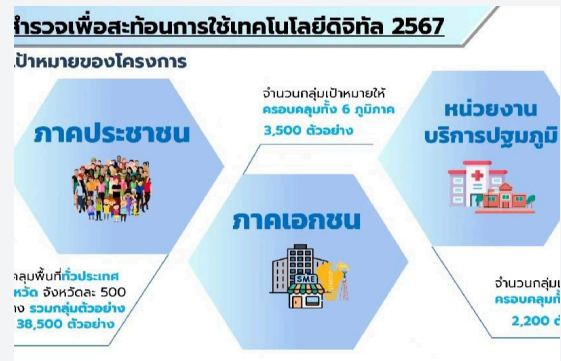 สำรวจเพื่อสะท้อนการใช้เทคโนโลยีดิจิทัล 2567
เป้าหมายของโครงการ
จำนวนกลุ่มเป้าหมายให้
ครอบคลุมทั้ง 6 ภูมิภาค
3,500 ตัวอย่าง
ภาคประชาชน
หน่วยงาน
บริการปฐมภูมิ
ภาคเอกชน
SME
คลุมพื้นที่ทั่วประเทศ
หวัด จังหวัดละ 500
รวมกลุ่มตัวอย่าง
38,500 ตัวอย่าง
จำนวนกลุ่ม
ครอบคลุม
2,200